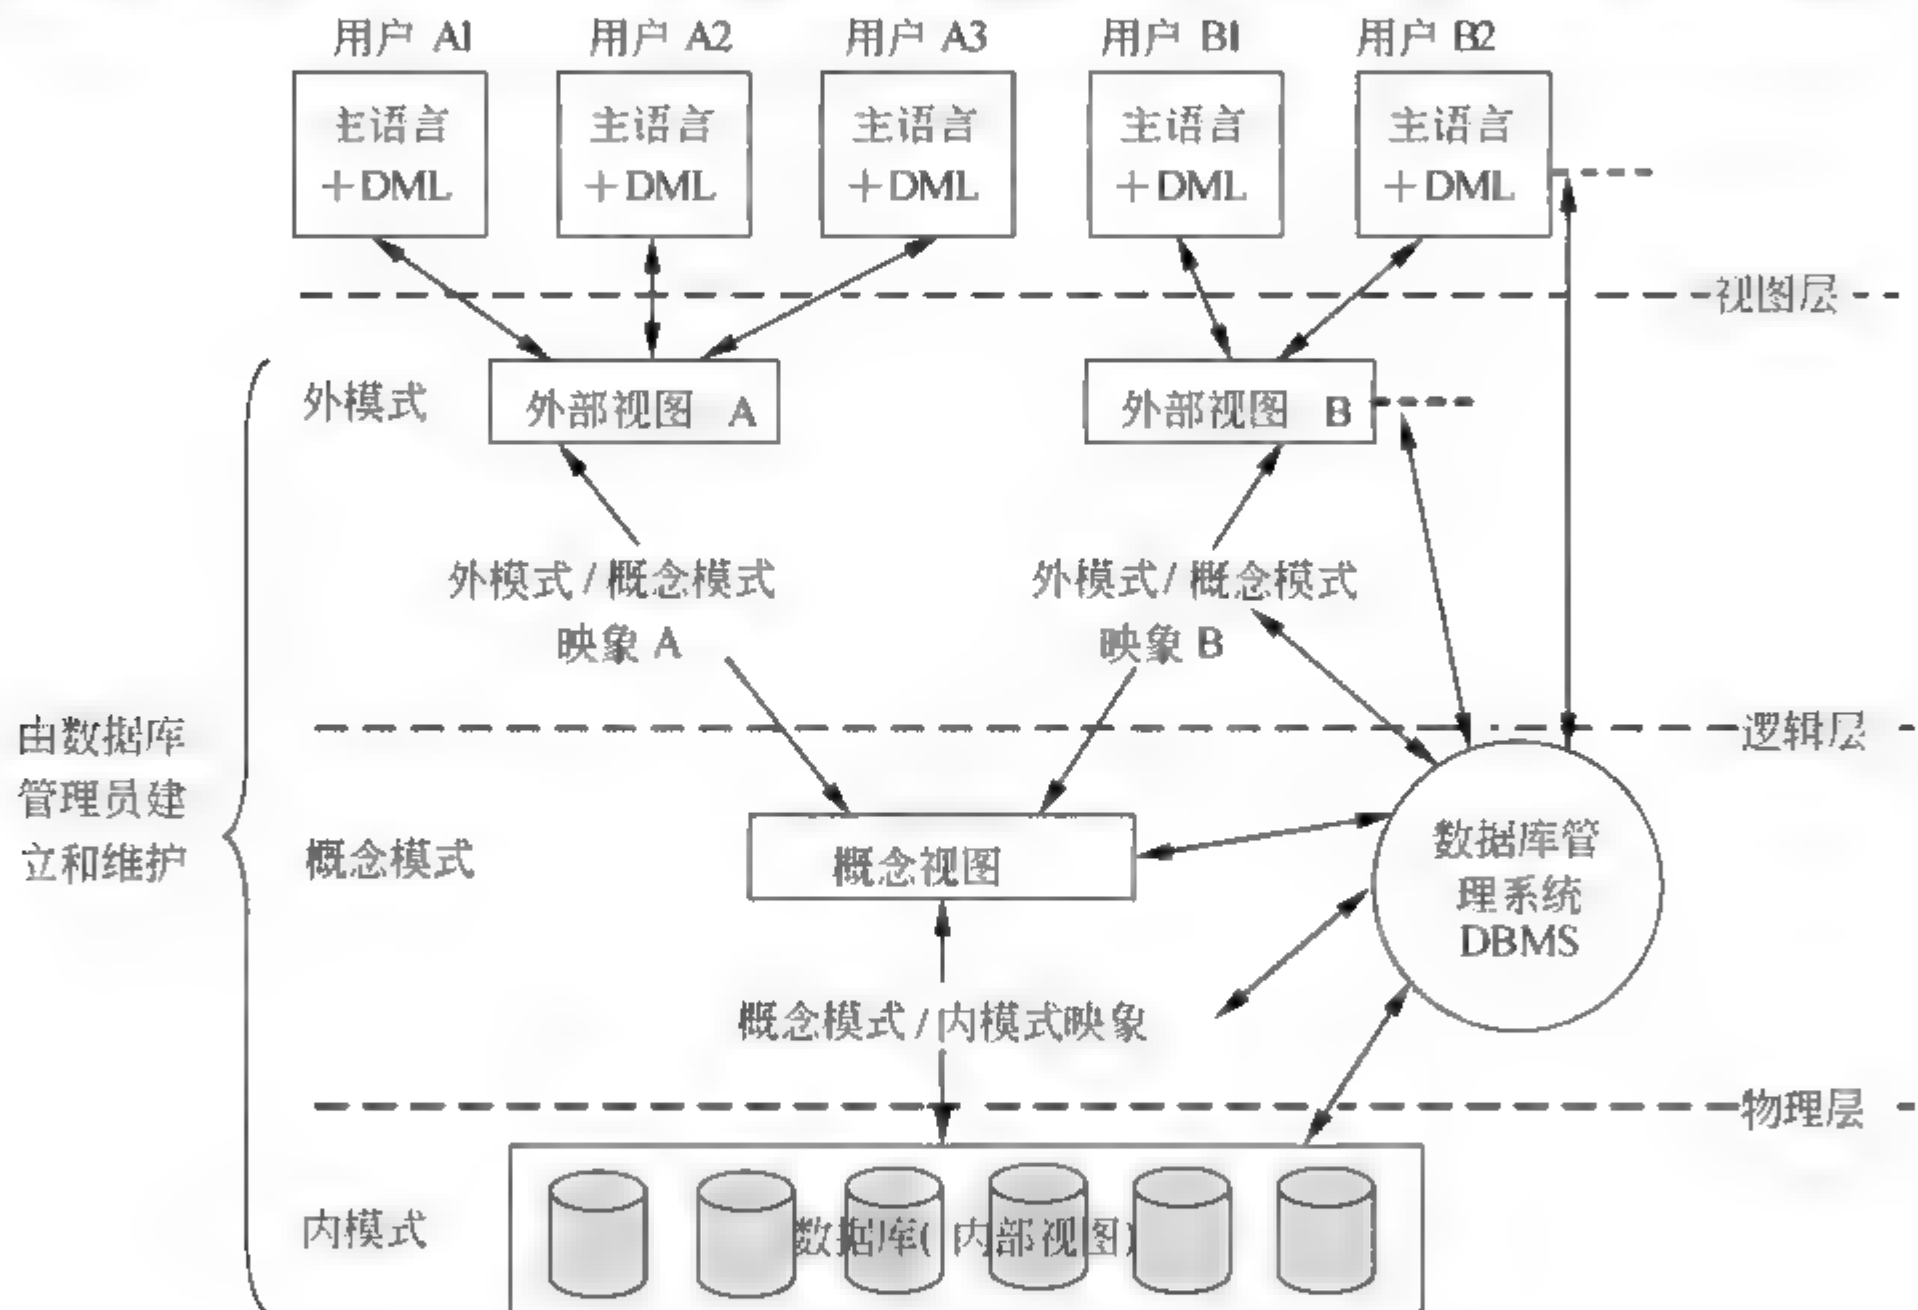 用户 A1
用户 A2
用户 A3
用户 B1
用户 B2
主语言
+DML
主语言
+DML
主语言
+DML
主语言
+DML
主语言
+DML
视图层
外模式
外部视图 A
外部视图 B
外模式/概念模式
映象 A
外模式/概念模式
映象 B
逻辑层
由数据库
管理员建
立和维护
概念模式
概念视图
数据库管
理系统
DBMS
概念模式/内模式映象
物理层
内模式
数据库(内部视图)